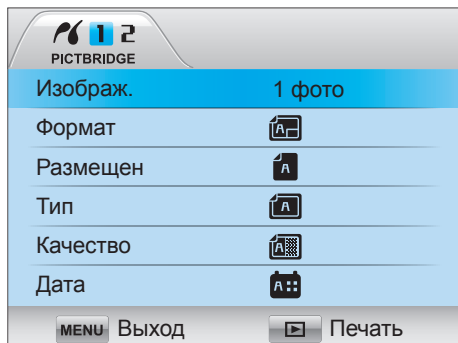 1 2
PICTBRIDGE
Изображ. 1 фото
Формат A
Размещен A
Тип A
Качество A
Дата A
MENU Выход Печать